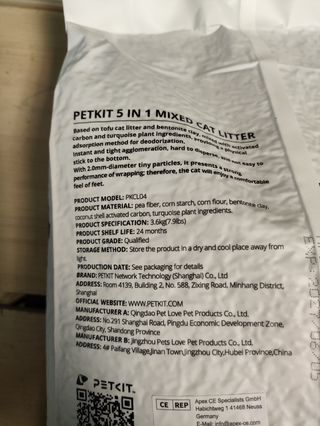 PETKIT 5 IN 1 MIXED CAT LITTER
Based on tofu cat litter and bentonite clay, mixed with activated
carbon and turquoise plant ingredients, providing a physical
adsorption method for deodorization.
Instant and tight agglomeration, hard to disperse, and not easy to
stick to the bottom.
With 2.0mm-diameter tiny particles, it presents a strong
performance of wrapping; therefore, the cat will enjoy a comfortable
feel of feet.
PRODUCT MODEL: PKCL04
PRODUCT MATERIAL: pea fiber, corn starch, corn flour, bentonite clay,
coconut shell activated carbon, turquoise plant ingredients.
PRODUCT SPECIFICATION: 3.6kg(7.9lbs)
PRODUCT SHELF LIFE: 24 months
PRODUCT GRADE: Qualified
STORAGE METHOD: Store the product in a dry and cool place away from
light.
PRODUCTION DATE: See packaging for details
BRAND: PETKIT Network Technology (Shanghai) Co., Ltd
ADDRESS: Room 4139, Building 2, No. 588, Zixing Road, Minhang District,
Shanghai
OFFICIAL WEBSITE: WWW.PETKIT.COM
MANUFACTURER A: Qingdao Pet Love Pet Products Co., Ltd
ADDRESS: No.291 Shanghai Road, Pingdu Economic Development Zone,
Qingdao City, Shandong Province
MANUFACTURER B: Jingzhou Pets Love Pet Products Co., Ltd
ADDRESS: 4# Paifang Village,Jinan Town,Jingzhou City,Hubei Province,China
PETKIT
CE REP
Apex CE Specialists GmbH
Habichtweg 1 41468 Neuss
Germany
E-Mail: info@apex-ce.com